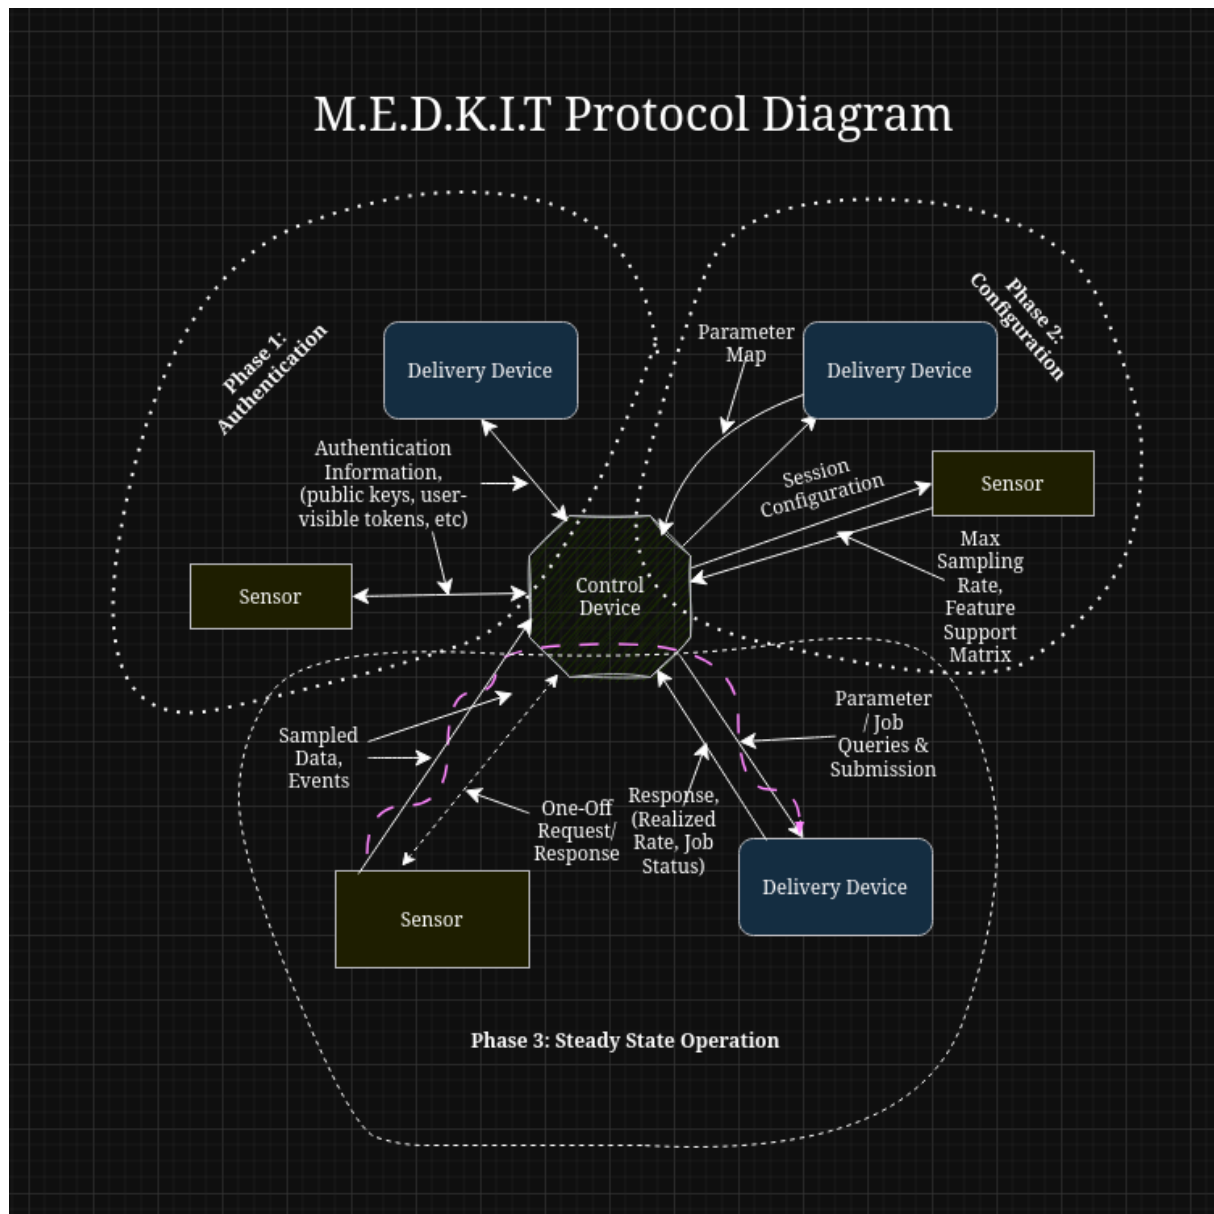 M.E.D.K.I.T Protocol Diagram
Phase 1:
Authentication
Delivery Device
Authentication
Information,
(public keys, user-
visible tokens, etc)
Sensor
Control
Device
Phase 2:
Configuration
Parameter
Map
Delivery Device
Session
Configuration
Sensor
Max
Sampling
Rate,
Feature
Support
Matrix
Sampled
Data,
Events
One-Off
Request/
Response
Response,
(Realized
Rate, Job
Status)
Parameter
/ Job
Queries &
Submission
Sensor
Delivery Device
Phase 3: Steady State Operation